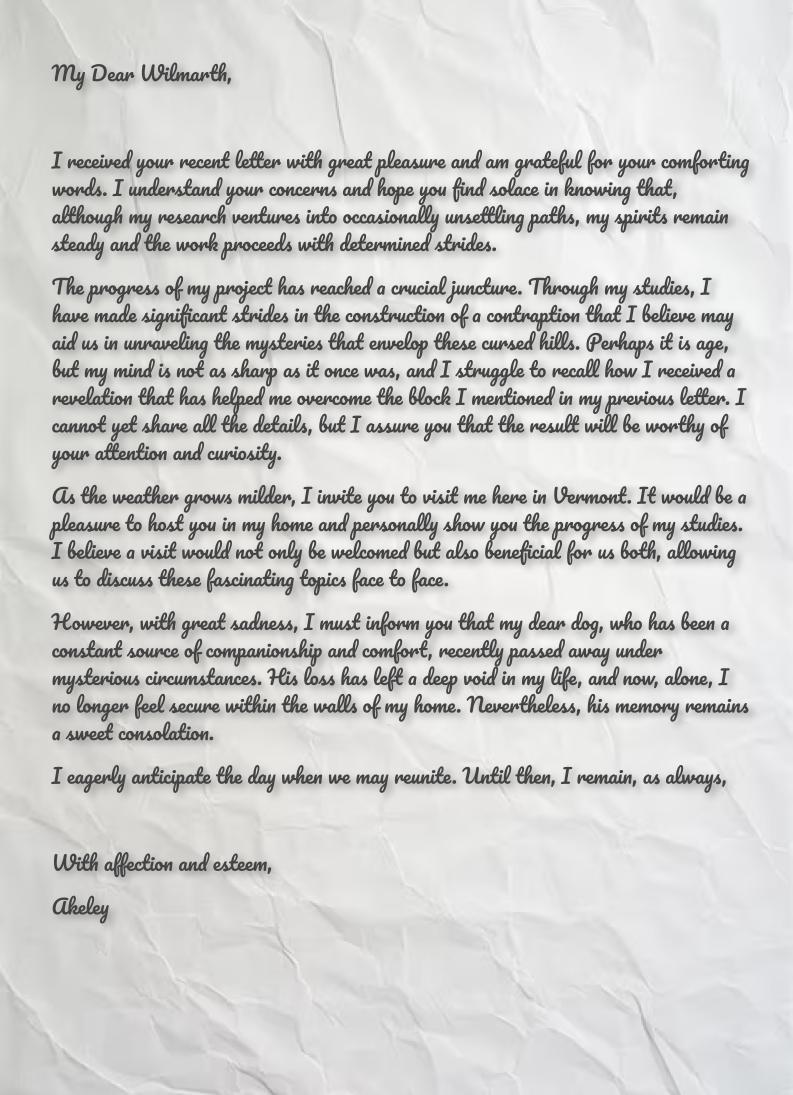 My Dear Wilmarth,
I received your recent letter with great pleasure and am grateful for your comforting
words. I understand your concerns and hope you find solace in knowing that,
although my research ventures into occasionally unsettling paths, my spirits remain
steady and the work proceeds with determined strides.
The progress of my project has reached a crucial juncture. Through my studies, I
have made significant strides in the construction of a contraption that I believe may
aid us in unraveling the mysteries that envelop these cursed hills. Perhaps it is age,
but my mind is not as sharp as it once was, and I struggle to recall how I received a
revelation that has helped me overcome the block I mentioned in my previous letter. I
cannot yet share all the details, but I assure you that the result will be worthy of
your attention and curiosity.
As the weather grows milder, I invite you to visit me here in Vermont. It would be a
pleasure to host you in my home and personally show you the progress of my studies.
I believe a visit would not only be welcomed but also beneficial for us both, allowing
us to discuss these fascinating topics face to face.
However, with great sadness, I must inform you that my dear dog, who has been a
constant source of companionship and comfort, recently passed away under
mysterious circumstances. His loss has left a deep void in my life, and now, alone, I
no longer feel secure within the walls of my home. Nevertheless, his memory remains
a sweet consolation.
I eagerly anticipate the day when we may reunite. Until then, I remain, as always,
With affection and esteem,
Akeley